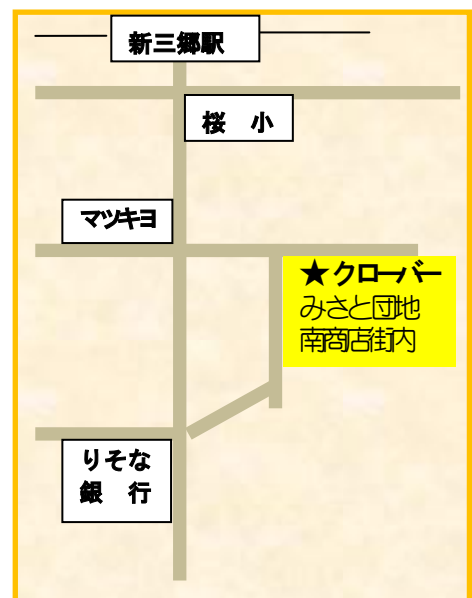 新三郷駅
桜 小
マツキヨ
★クローバー
みさと団地
南商店街内
りそな
銀 行